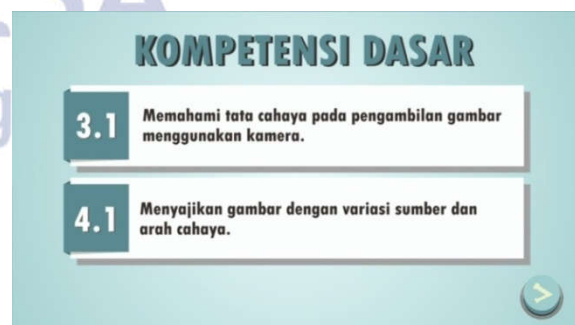 KOMPETENSI DASAR
3.1
Memahami tata cahaya pada pengambilan gambar
menggunakan kamera.
4.1
Menyajikan gambar dengan variasi sumber dan
arah cahaya.